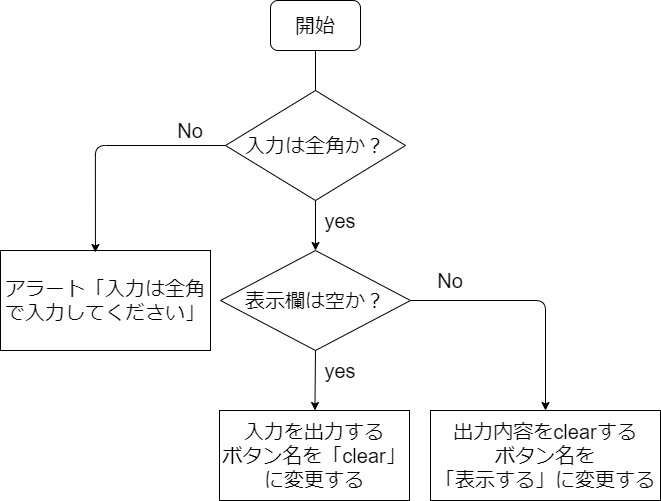 開始
入力は全角か？
No
yes
アラート「入力は全角
で入力してください」
表示欄は空か？
No
yes
入力を出力する
ボタン名を「clear」
に変更する
出力内容をclearする
ボタン名を
「表示する」に変更する